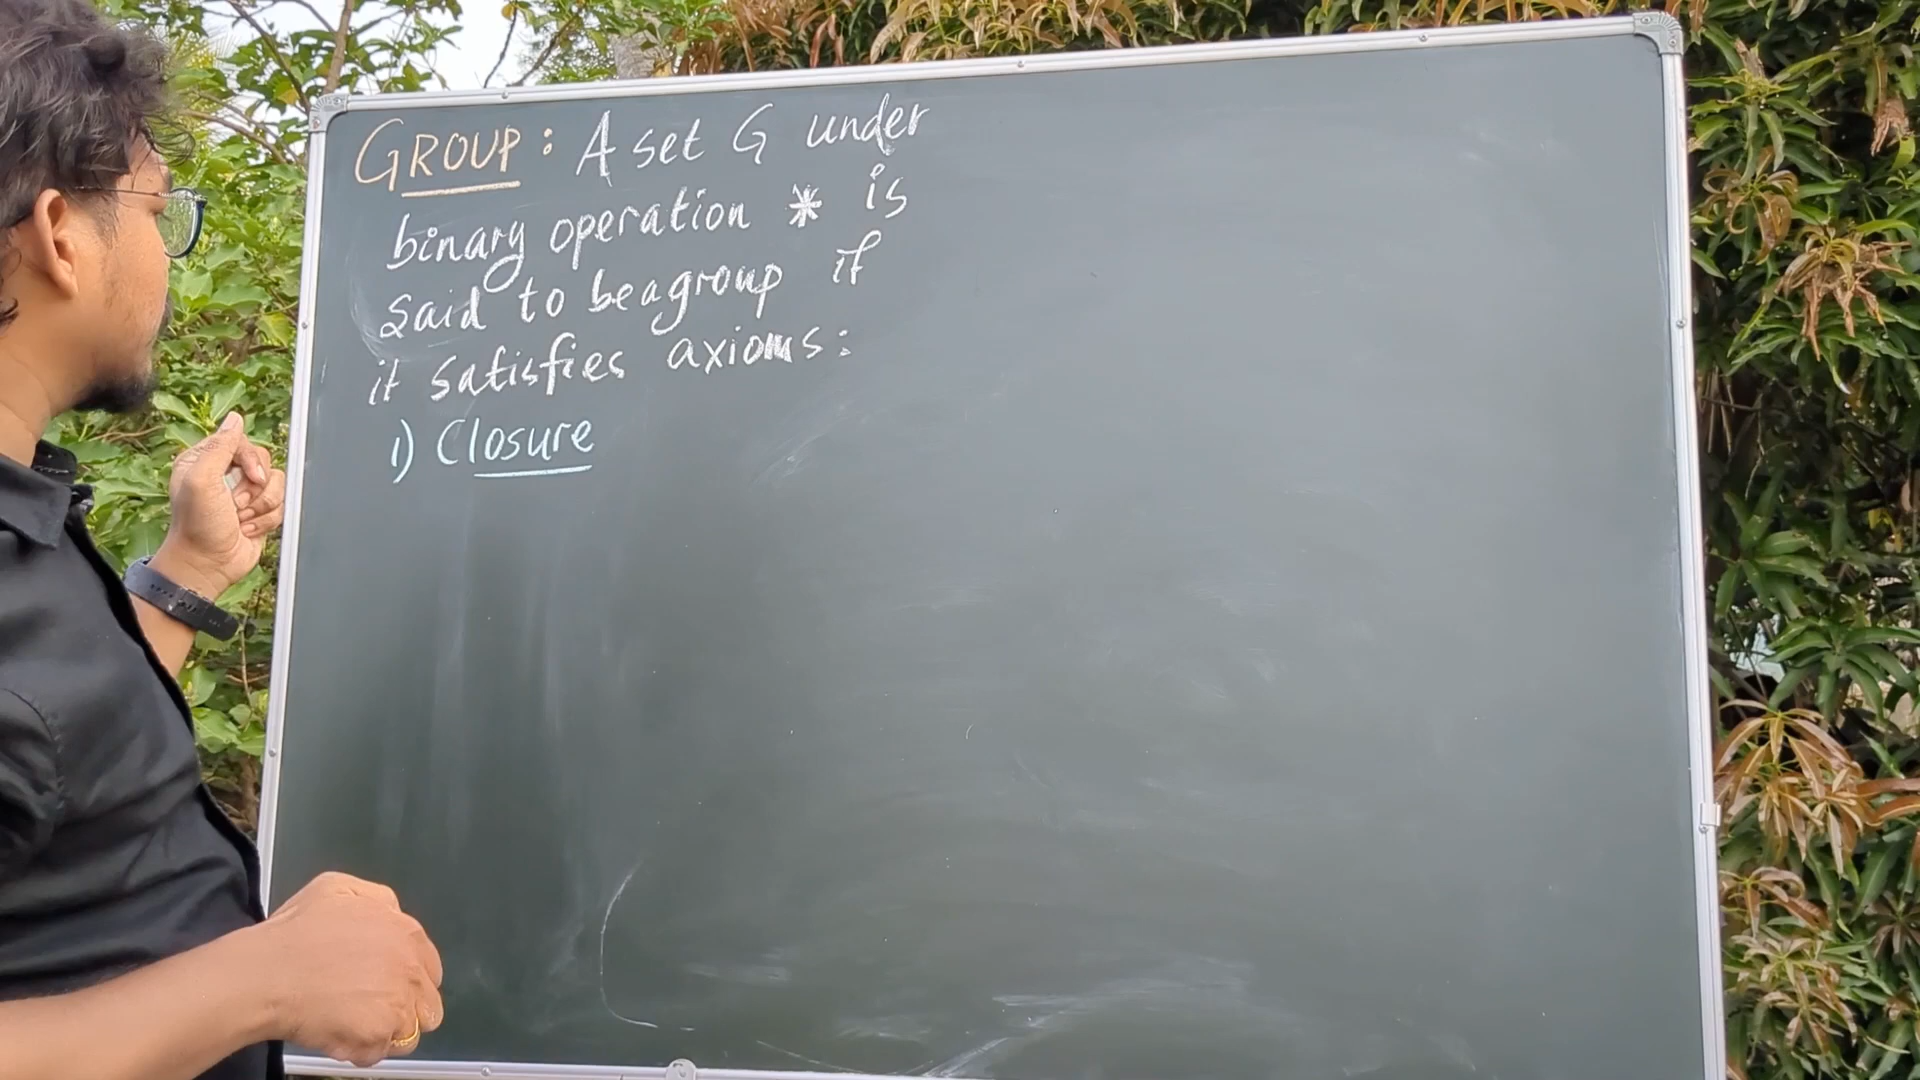 GROUP: A set G under
binary operation * is
said to be a group if
it satisfies axioms:
1) Closure